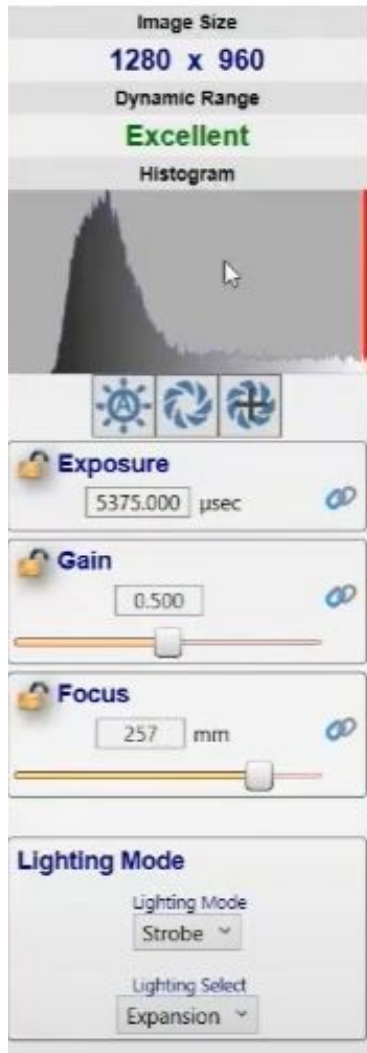 Image Size
1280 x 960
Dynamic Range
Excellent
Histogram
A
Exposure
5375.000 µsec
Gain
0.500
Focus
257 mm
Lighting Mode
Lighting Mode
Strobe
Lighting Select
Expansion